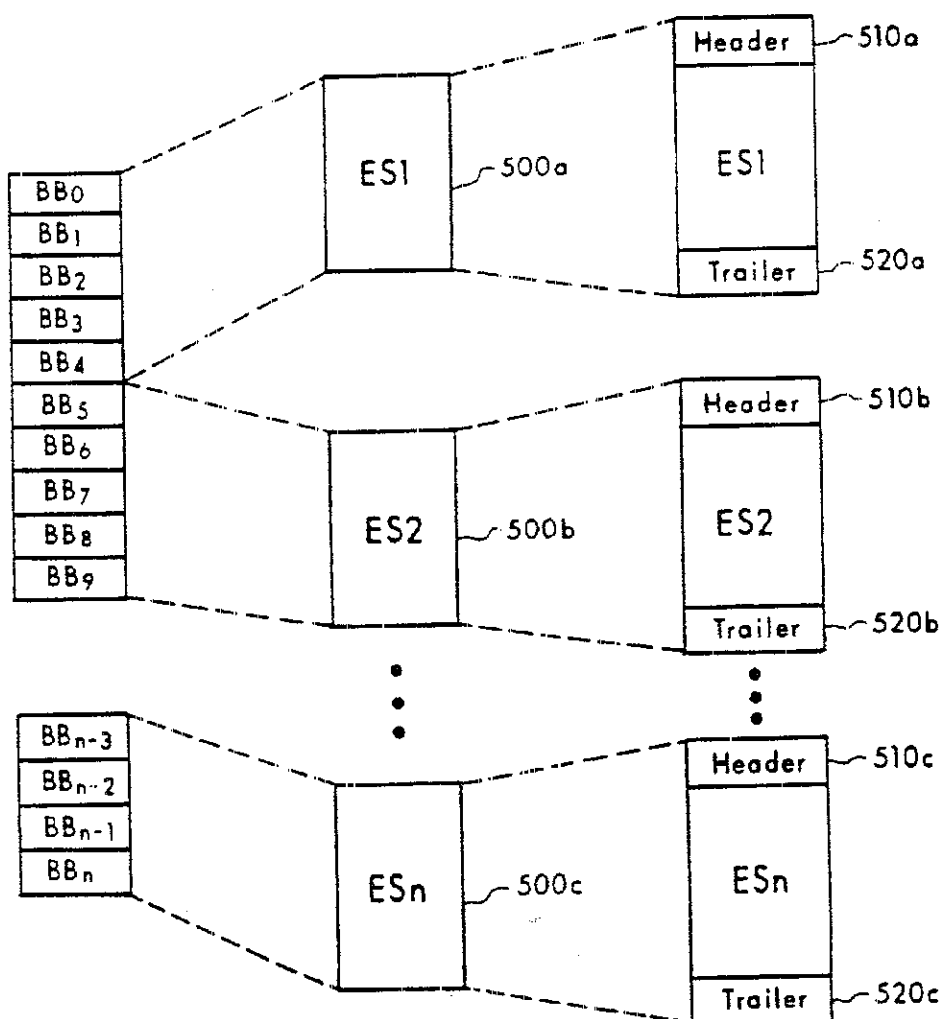 Header
510a
ES1
500a
ES1
Trailer
520a
BB0
BB1
BB2
BB3
BB4
BB5
BB6
BB7
BB8
BB9
Header
510b
ES2
500b
ES2
Trailer
520b
BBn-3
BBn-2
BBn-1
BBn
Header
510c
ESn
500c
ESn
Trailer
520c